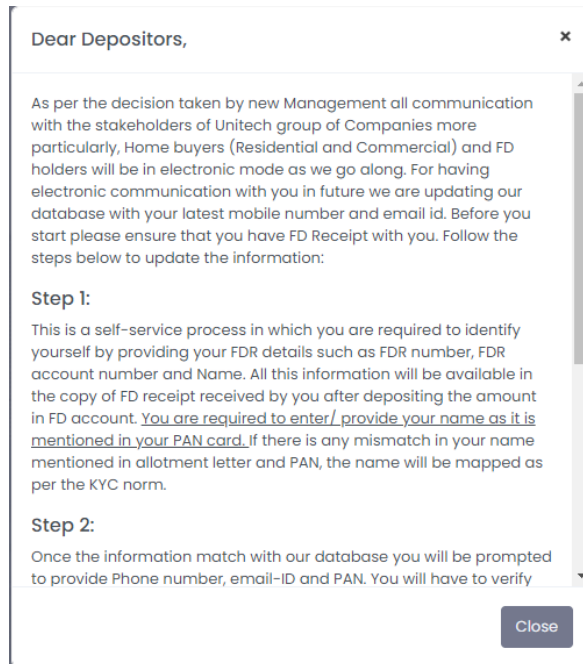 Dear Depositors,
×
As per the decision taken by new Management all communication
with the stakeholders of Unitech group of Companies more
particularly, Home buyers (Residential and Commercial) and FD
holders will be in electronic mode as we go along. For having
electronic communication with you in future we are updating our
database with your latest mobile number and email id. Before you
start please ensure that you have FD Receipt with you. Follow the
steps below to update the information:
Step 1:
This is a self-service process in which you are required to identify
yourself by providing your FDR details such as FDR number, FDR
account number and Name. All this information will be available in
the copy of FD receipt received by you after depositing the amount
in FD account. You are required to enter/ provide your name as it is
mentioned in your PAN card. If there is any mismatch in your name
mentioned in allotment letter and PAN, the name will be mapped as
per the KYC norm.
Step 2:
Once the information match with our database you will be prompted
to provide Phone number, email-ID and PAN. You will have to verify
Close